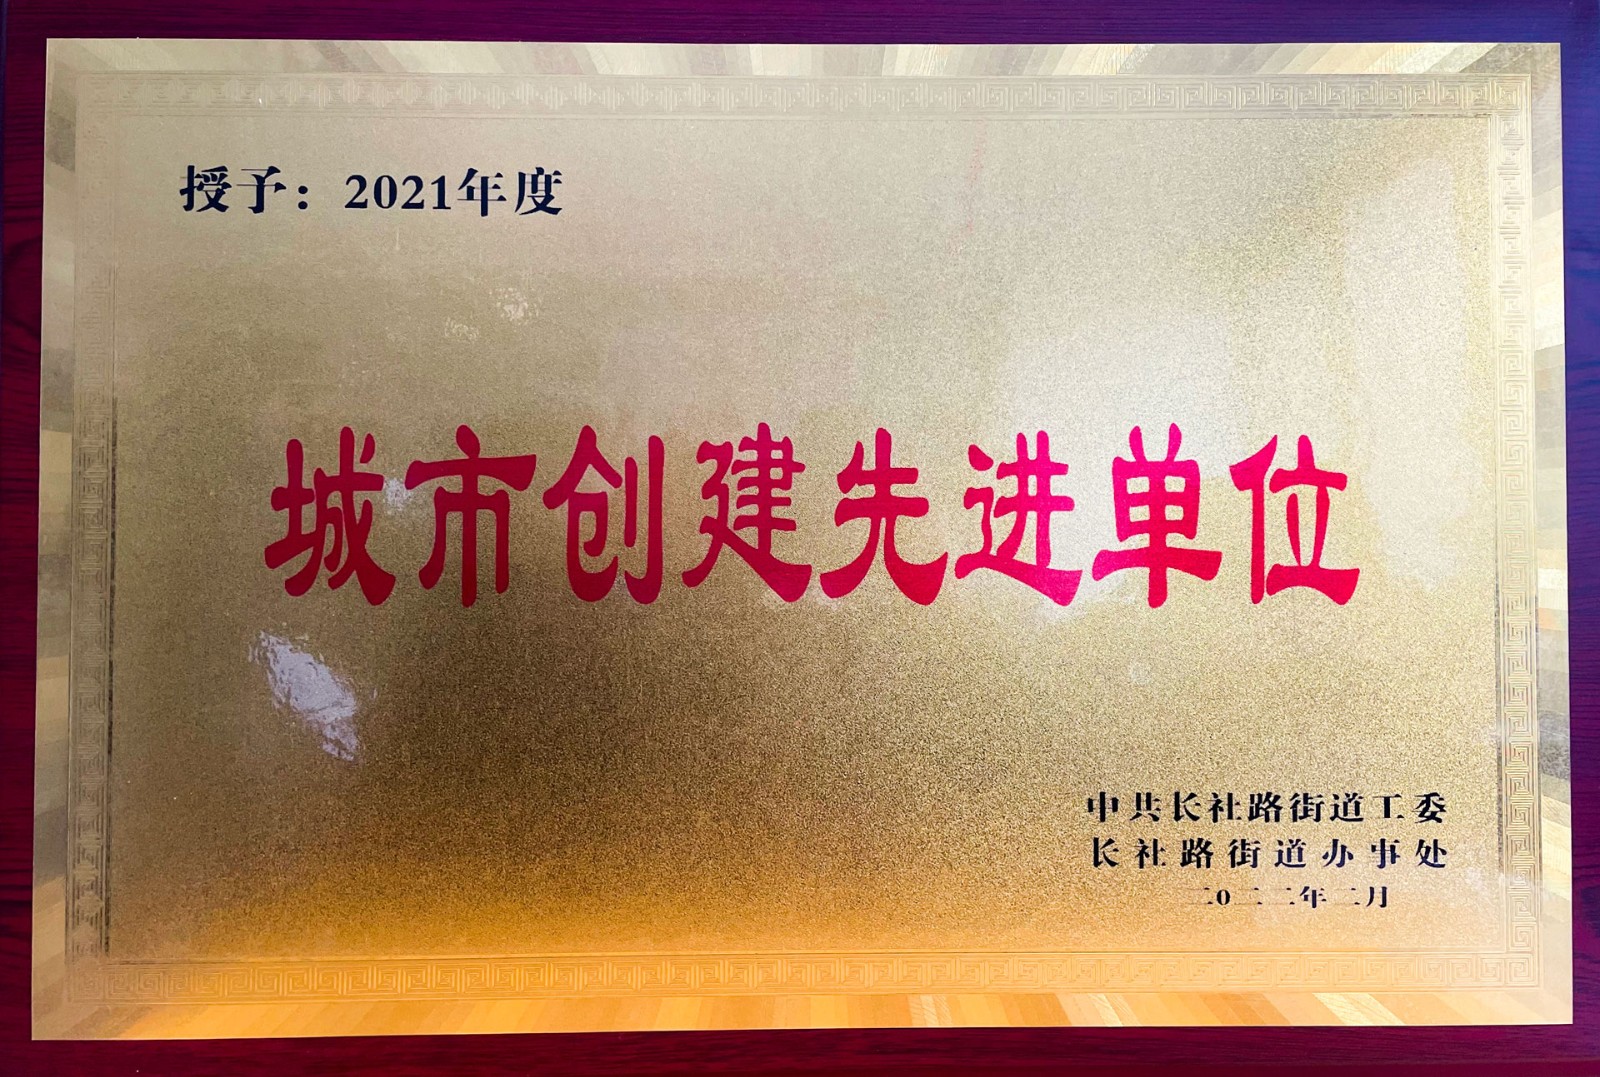 授予：2021年度
城市创建先进单位
中共长社路街道工委
长社路街道办事处
二0二二年二月